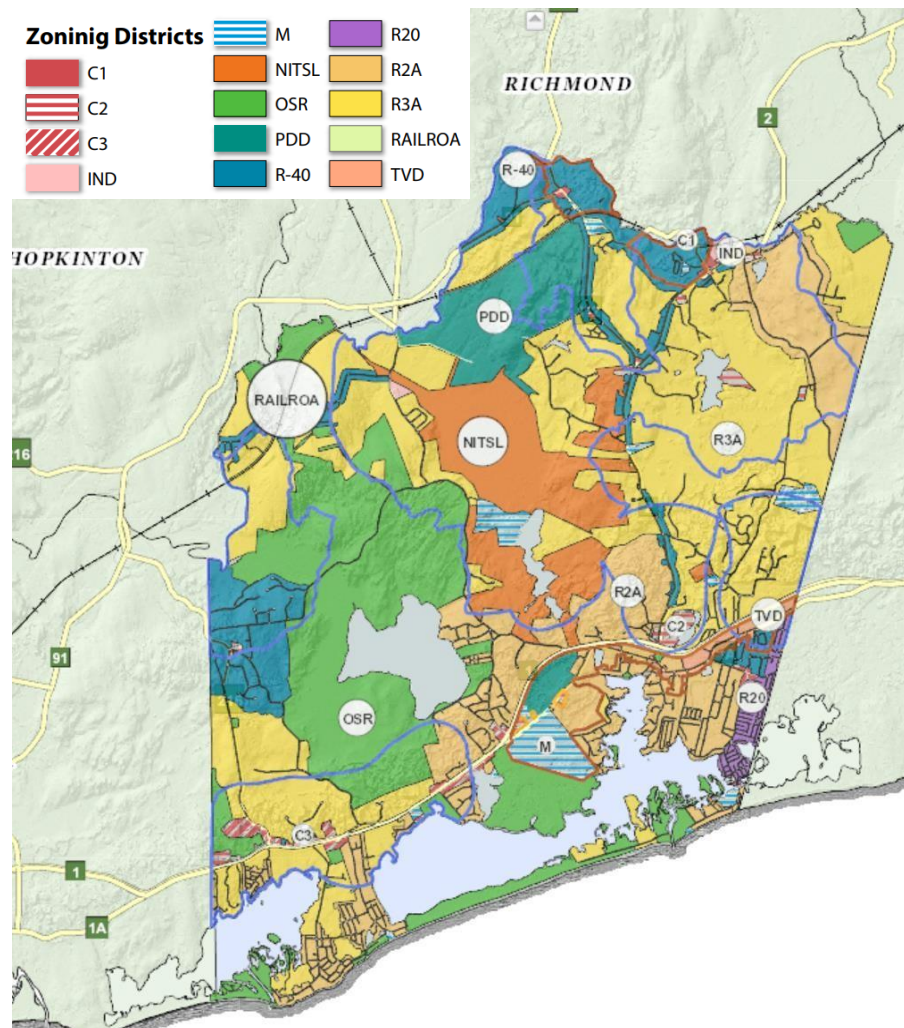 Zoninig Districts
C1
C2
C3
IND
M
NITSL
OSR
PDD
R-40
R20
R2A
R3A
RAILROA
TVD
RICHMOND
2
R-40
HOPKINTON
C1
IND
PDD
RAILROA
NITSL
R3A
216
R2A
TVD
C2
91
R20
OSR
M
C3
1
1A